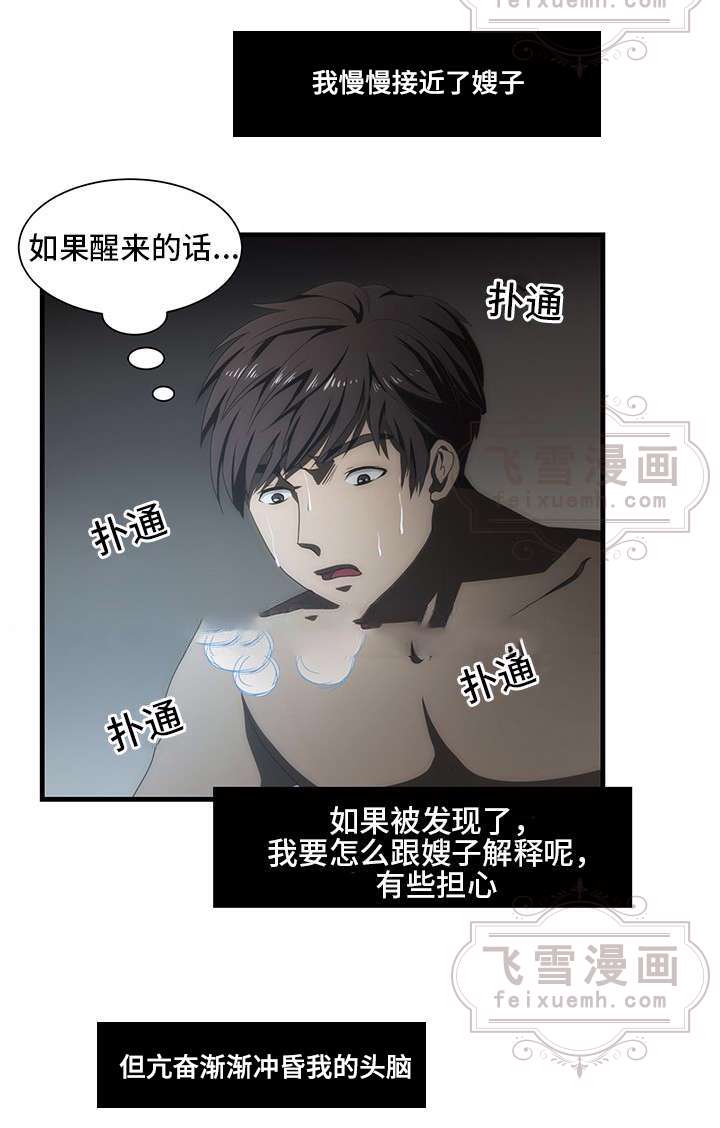 feixuemh.com
我慢慢接近了嫂子
如果醒来的话...
扑通
飞雪漫画
feixuemh.com
扑通
扑通
扑通
如果被发现了，
我要怎么跟嫂子解释呢，
有些担心
飞雪漫画
feixuemh.com
但亢奋渐渐冲昏我的头脑